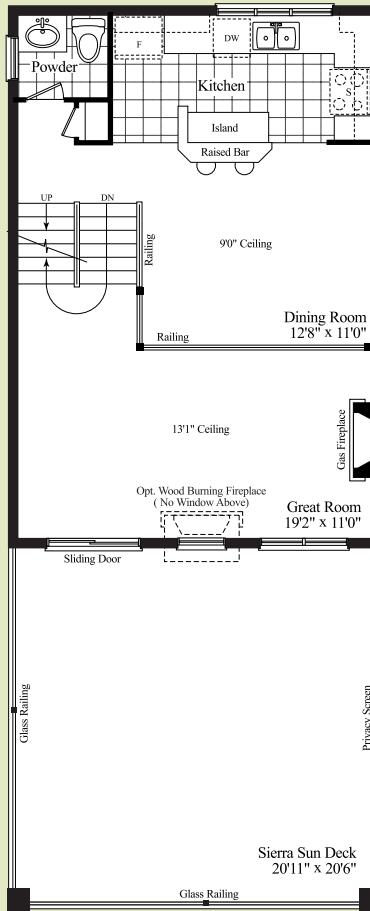 Powder
F
DW
Kitchen
S
Island
Raised Bar
UP
DN
Railing
9'0" Ceiling
Dining Room
12'8" x 11'0"
Railing
13'1" Ceiling
Gas Fireplace
Opt. Wood Burning Fireplace
( No Window Above)
Great Room
19'2" x 11'0"
Sliding Door
Glass Railing
Privacy Screen
Sierra Sun Deck
20'11" x 20'6"
Glass Railing